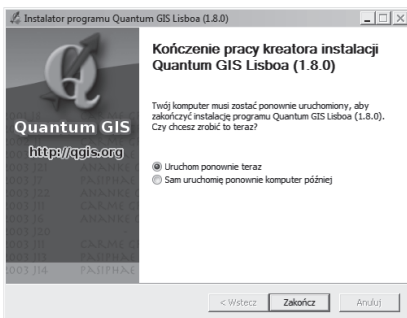 Instalator programu Quantum GIS Lisboa (1.8.0)
Quantum GIS
http://qgis.org
Kończenie pracy kreatora instalacji
Quantum GIS Lisboa (1.8.0)
Twój komputer musi zostać ponownie uruchomiony, aby
zakończyć instalację programu Quantum GIS Lisboa (1.8.0).
Czy chcesz zrobić to teraz?
Uruchom ponownie teraz
Sam uruchomię ponownie komputer później
< Wstecz
Zakończ
Anuluj